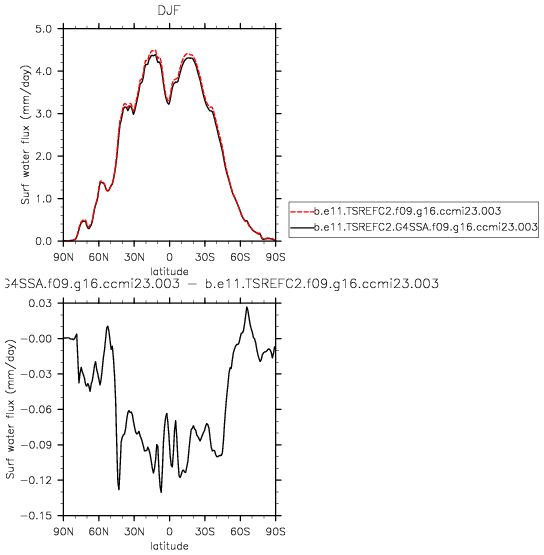 DJF
5.0
4.0
3.0
2.0
1.0
0.0
Surf water flux (mm/day)
90N 60N 30N 0 30S 60S 90S
latitude
b.e11.TSREFC2.f09.g16.ccmi23.003
b.e11.TSREFC2.G4SSA.f09.g16.ccmi23.003
G4SSA.f09.g16.ccmi23.003 − b.e11.TSREFC2.f09.g16.ccmi23.003
0.03
−0.00
−0.03
−0.06
−0.09
−0.12
−0.15
Surf water flux (mm/day)
90N 60N 30N 0 30S 60S 90S
latitude